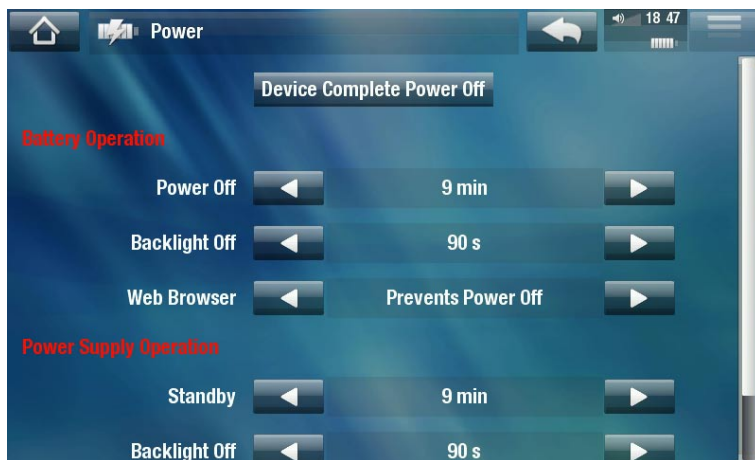 Power
18 47
Device Complete Power Off
Battery Operation
Power Off 9 min
Backlight Off 90 s
Web Browser Prevents Power Off
Power Supply Operation
Standby 9 min
Backlight Off 90 s